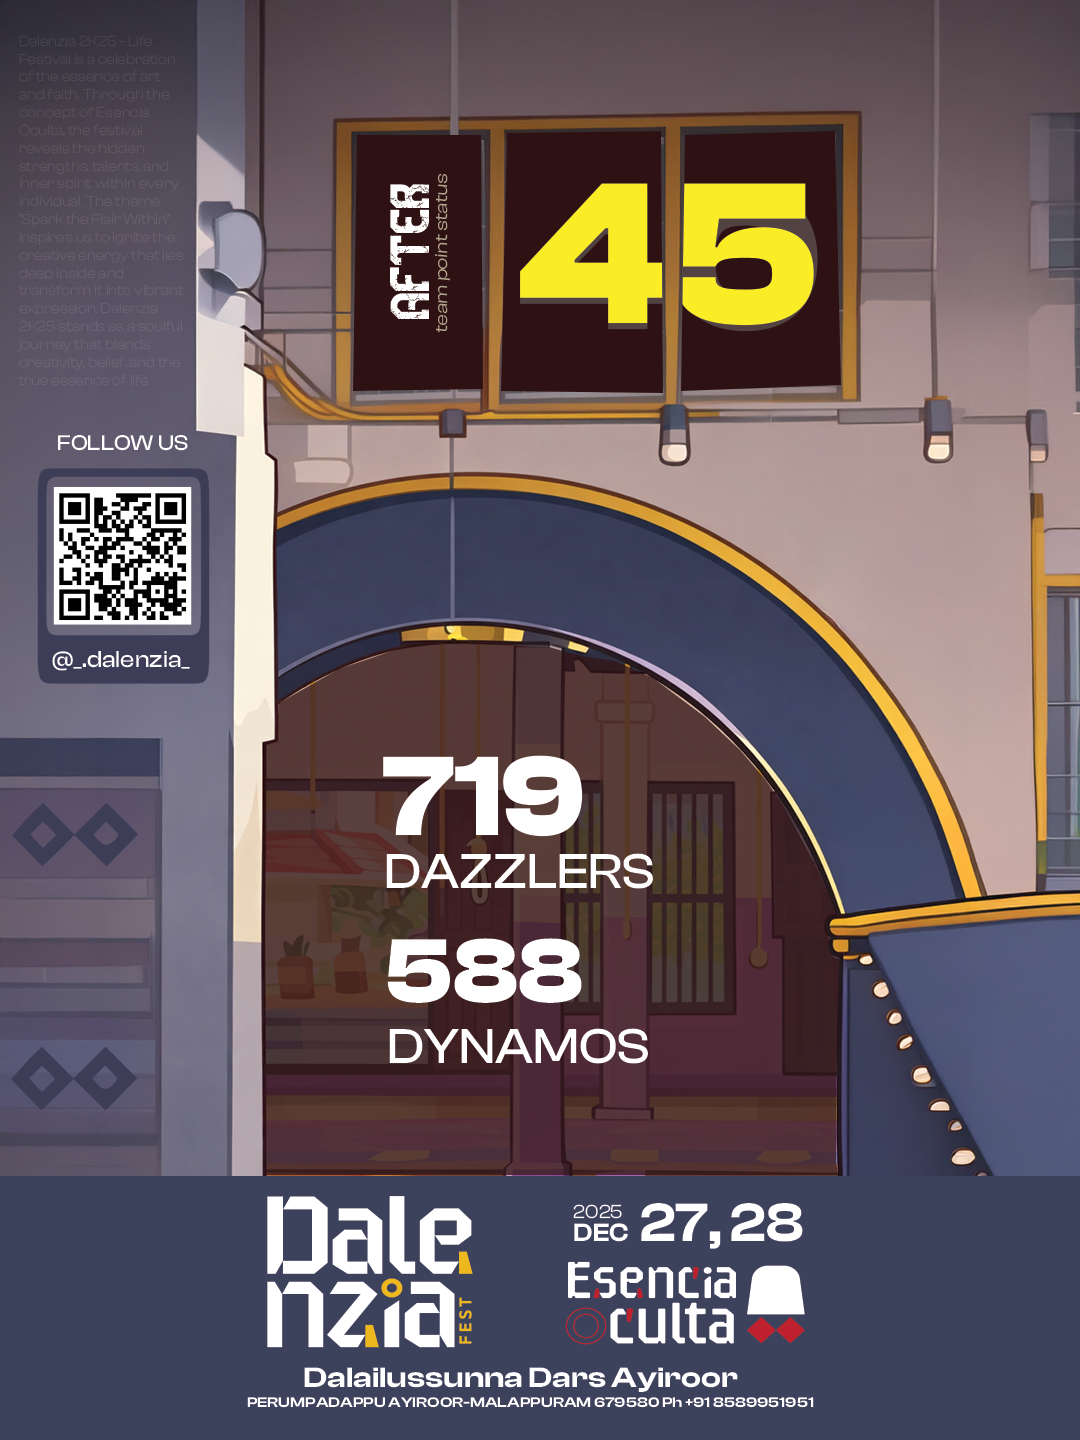 Dalenzia 2K25 - Life
Festival is a celebration
of the essence of art
and faith. Through the
concept of Esencia
Oculta, the festival
reveals the hidden
strengths, talents, and
inner spirit within every
individual. The theme
"Spark the Flair Within"
inspires us to ignite the
creative energy that lies
deep inside and
transform it into vibrant
expression. Dalenzia
2K25 stands as a soulful
journey that blends
creativity, belief, and the
true essence of life
AFTER
team point status
45
FOLLOW US
@_.dalenzia_
719
DAZZLERS
588
DYNAMOS
Dale
nzia
FEST
2025
DEC 27, 28
Esencia
Oculta
Dalailussunna Dars Ayiroor
PERUMPADAPPU AYIROOR-MALAPPURAM 679580 Ph +91 8589951951